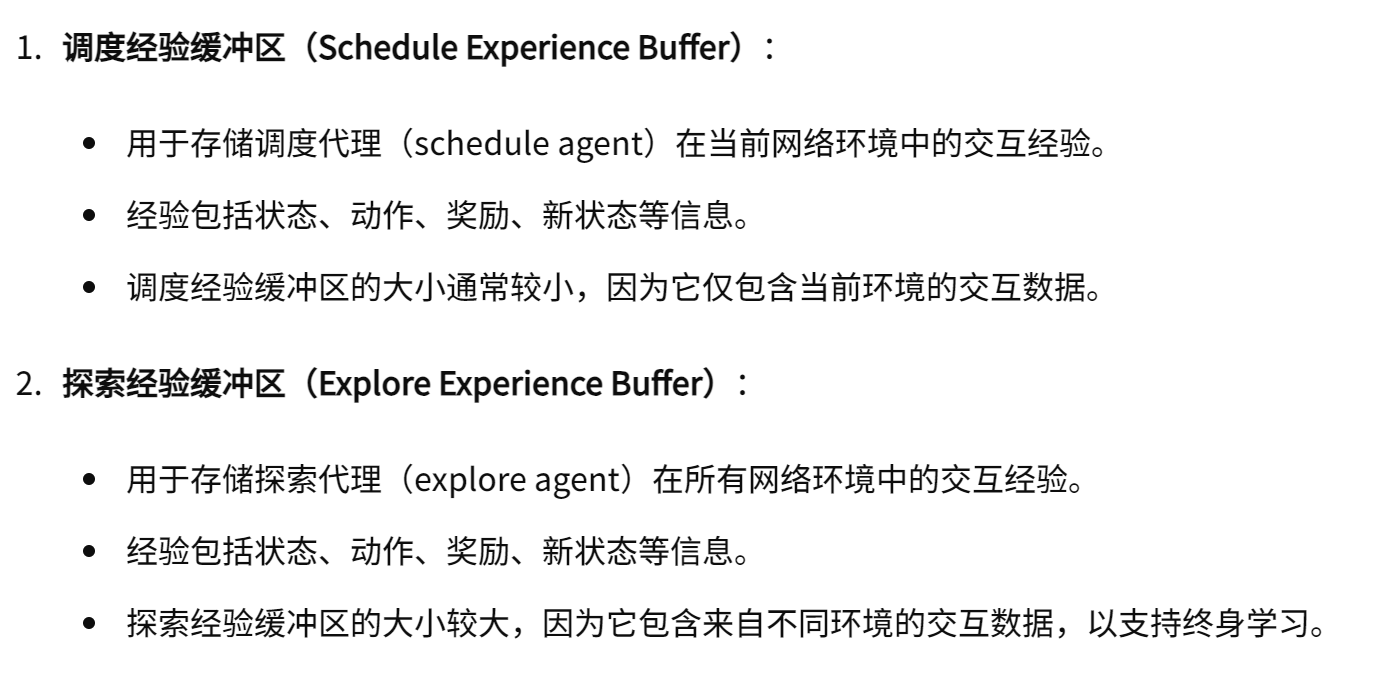 1. 调度经验缓冲区（Schedule Experience Buffer）：
• 用于存储调度代理（schedule agent）在当前网络环境中的交互经验。
• 经验包括状态、动作、奖励、新状态等信息。
• 调度经验缓冲区的大小通常较小，因为它仅包含当前环境的交互数据。
2. 探索经验缓冲区（Explore Experience Buffer）：
• 用于存储探索代理（explore agent）在所有网络环境中的交互经验。
• 经验包括状态、动作、奖励、新状态等信息。
• 探索经验缓冲区的大小较大，因为它包含来自不同环境的交互数据，以支持终身学习。